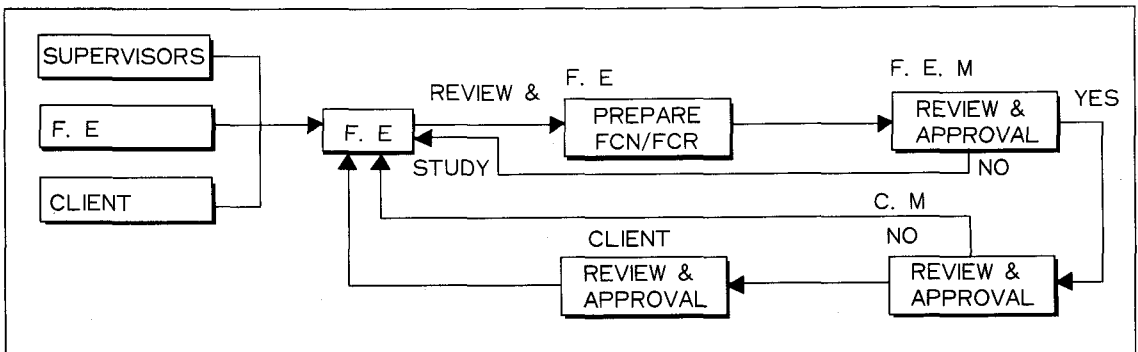 SUPERVISORS
F. E
CLIENT
F. E
REVIEW &
STUDY
F. E
PREPARE
FCN/FCR
F. E. M
REVIEW &
APPROVAL
YES
NO
C. M
NO
REVIEW &
APPROVAL
CLIENT
REVIEW &
APPROVAL